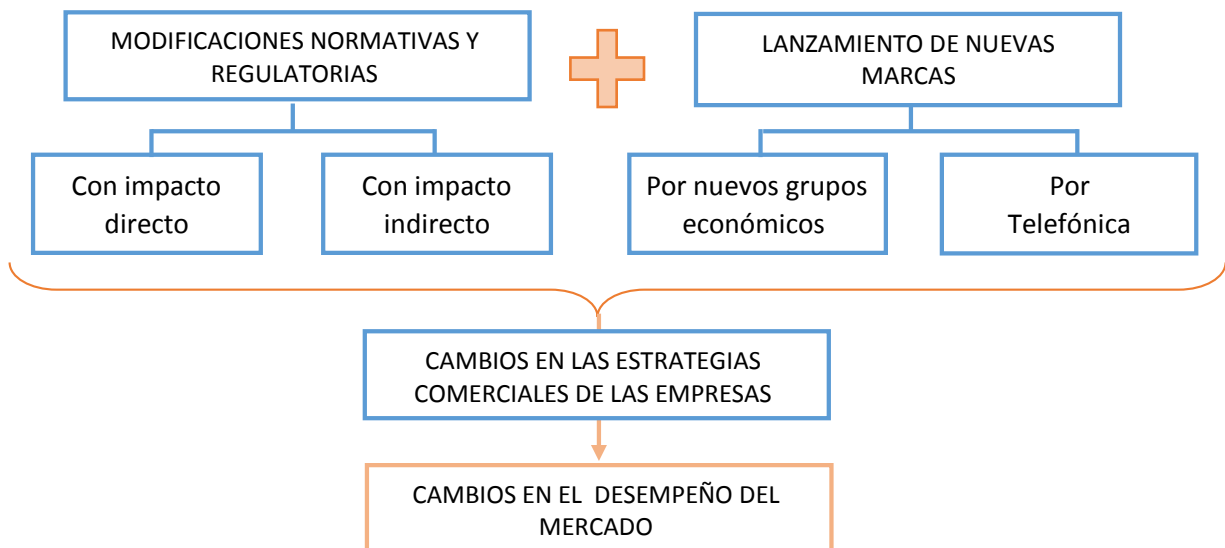 MODIFICACIONES NORMATIVAS Y
REGULATORIAS
LANZAMIENTO DE NUEVAS
MARCAS
Con impacto
directo
Con impacto
indirecto
Por nuevos grupos
económicos
Por
Telefónica
CAMBIOS EN LAS ESTRATEGIAS
COMERCIALES DE LAS EMPRESAS
CAMBIOS EN EL DESEMPEÑO DEL
MERCADO